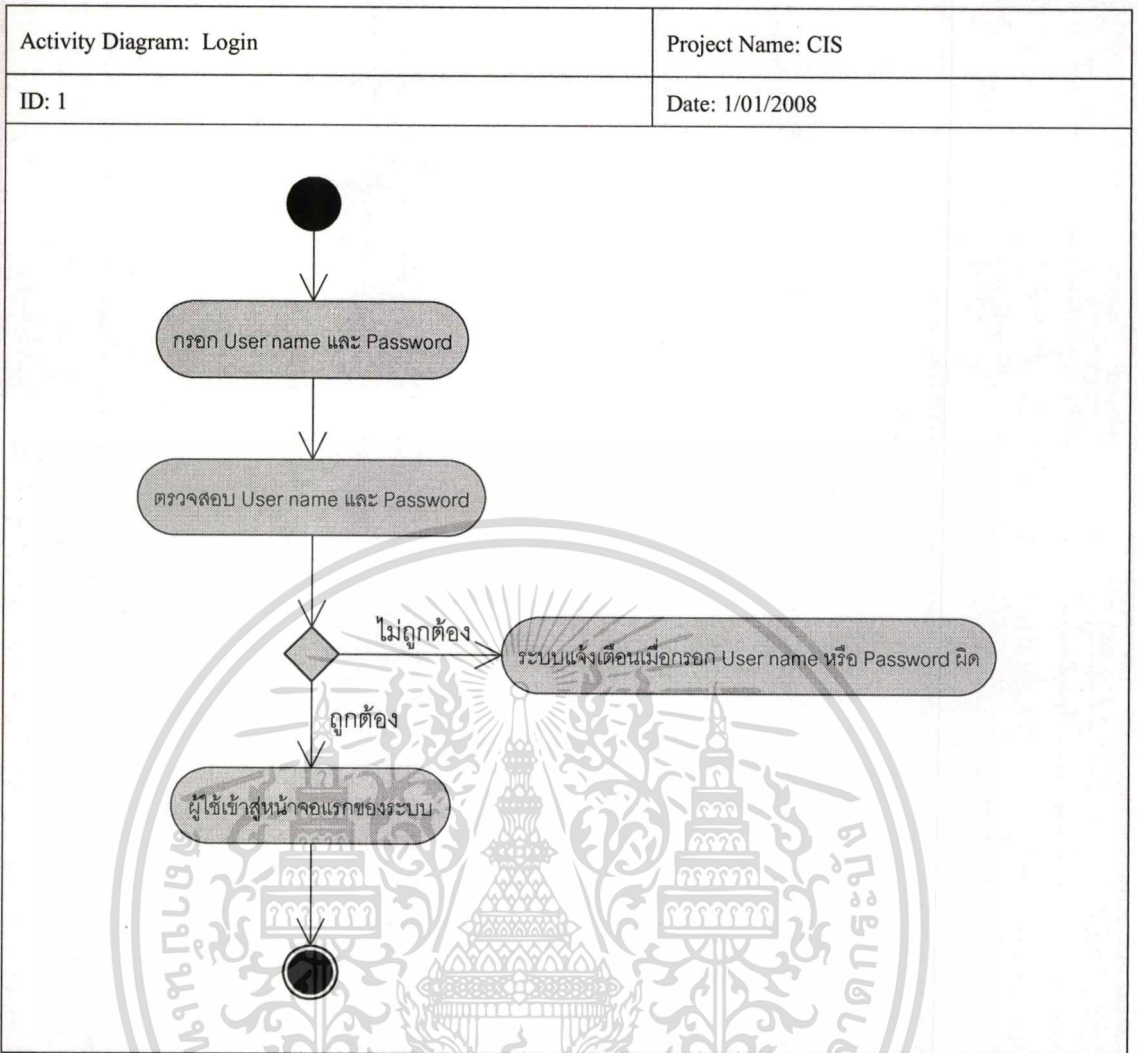 Activity Diagram: Login
Project Name: CIS
ID: 1
Date: 1/01/2008
กรอก User name และ Password
ตรวจสอบ User name และ Password
ไม่ถูกต้อง
ระบบแจ้งเตือนเมื่อกรอก User name หรือ Password ผิด
ถูกต้อง
ผู้ใช้เข้าสู่หน้าจอแรกของระบบ